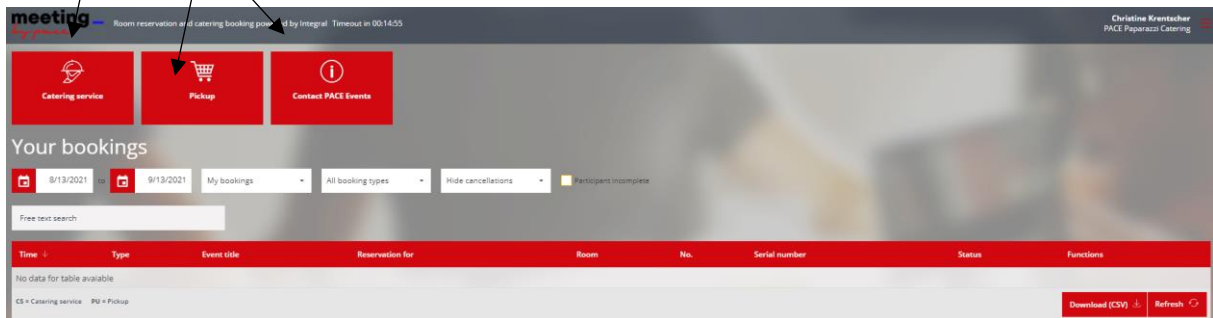 meeting
by pace
Room reservation and catering booking powered by Integral Timeout in 00:14:55
Christine Krentscher
PACE Paparazzi Catering
Catering service
Pickup
Contact PACE Events
Your bookings
8/13/2021 to 9/13/2021 My bookings All booking types Hide cancellations Participant incomplete
Free text search
Time Type Event title Reservation for Room No. Serial number Status Functions
No data for table avaiable
CS = Catering service PU = Pickup
Download (CSV) Refresh